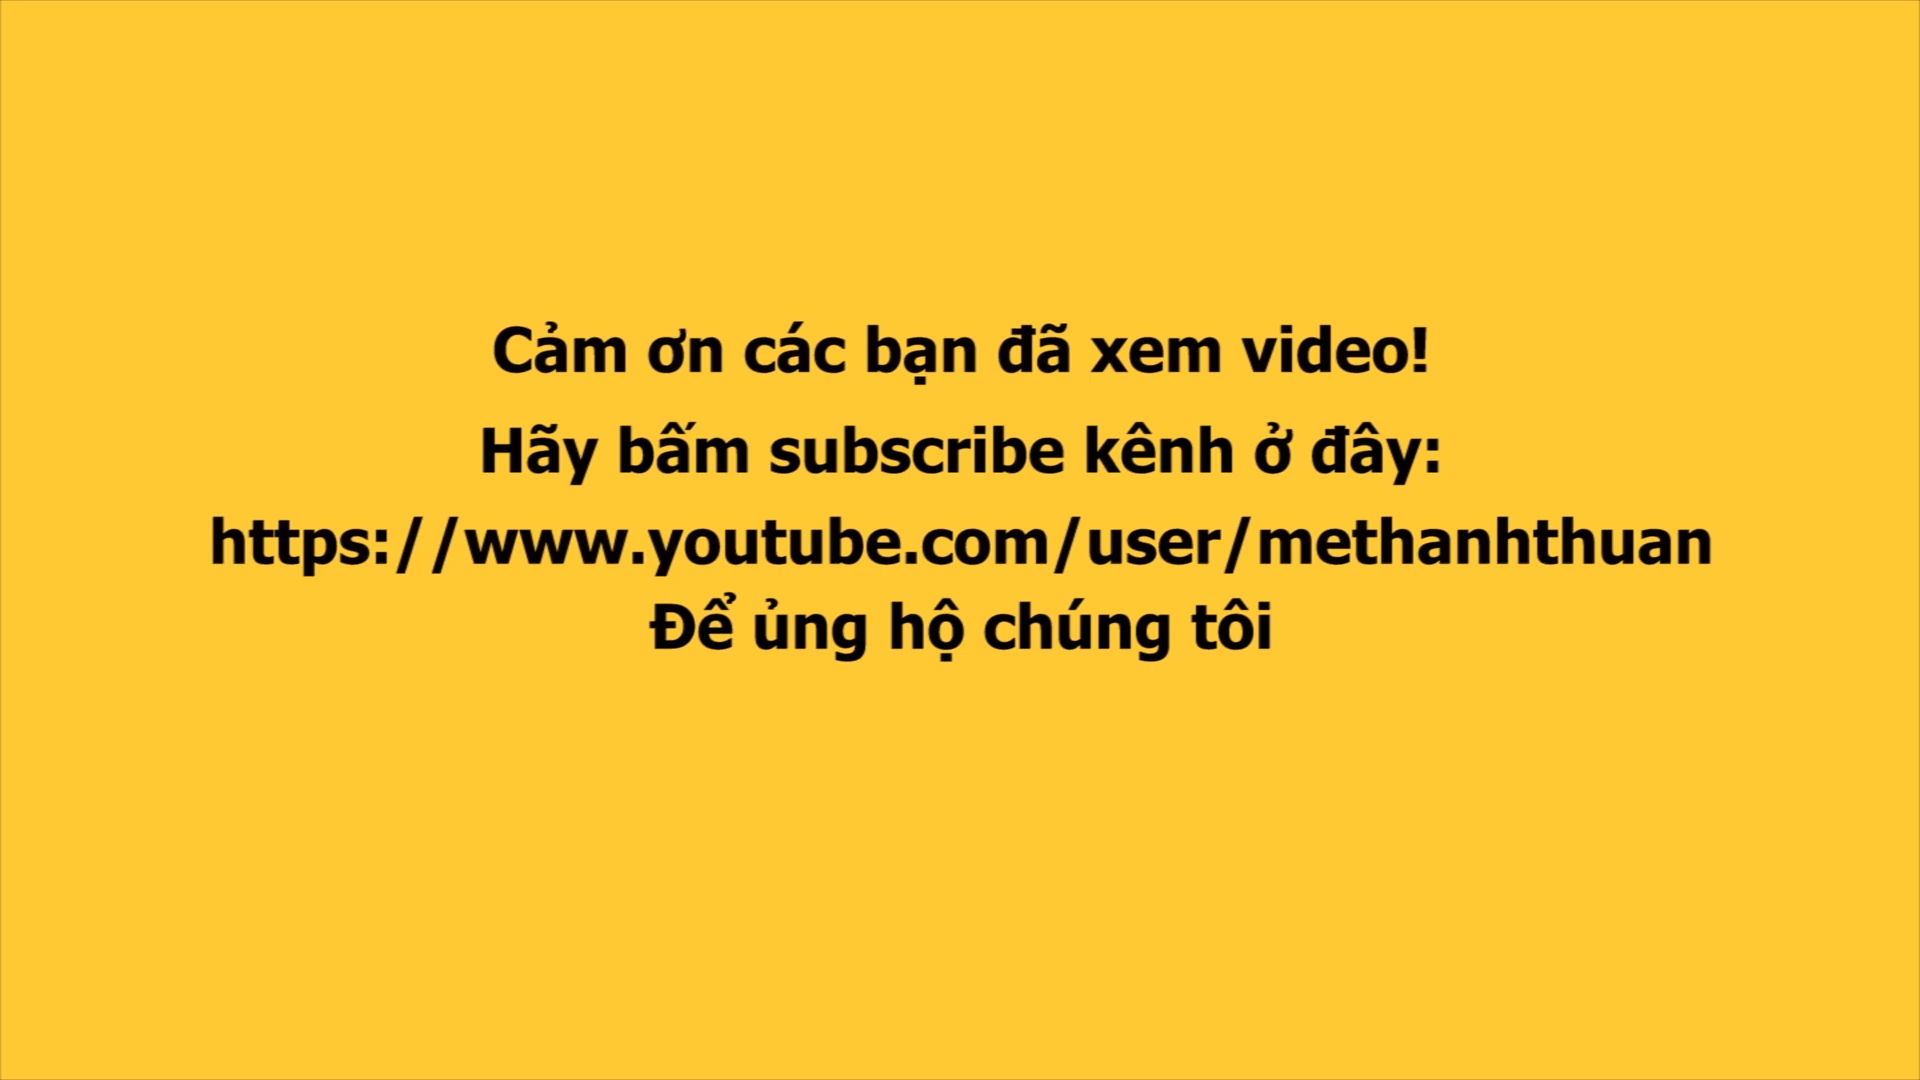 Cảm ơn các bạn đã xem video!
Hãy bấm subscribe kênh ở đây:
https://www.youtube.com/user/methanhthuan
Để ủng hộ chúng tôi